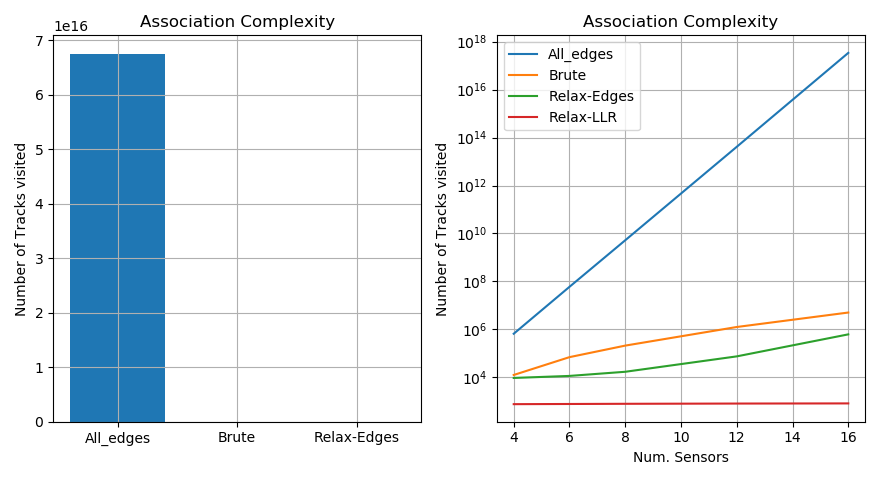 Association Complexity
1e16
Number of Tracks visited
7
6
5
4
3
2
1
0
All_edges Brute Relax-Edges
Association Complexity
Number of Tracks visited
10^18
10^16
10^14
10^12
10^10
10^8
10^6
10^4
All_edges
Brute
Relax-Edges
Relax-LLR
4 6 8 10 12 14 16
Num. Sensors